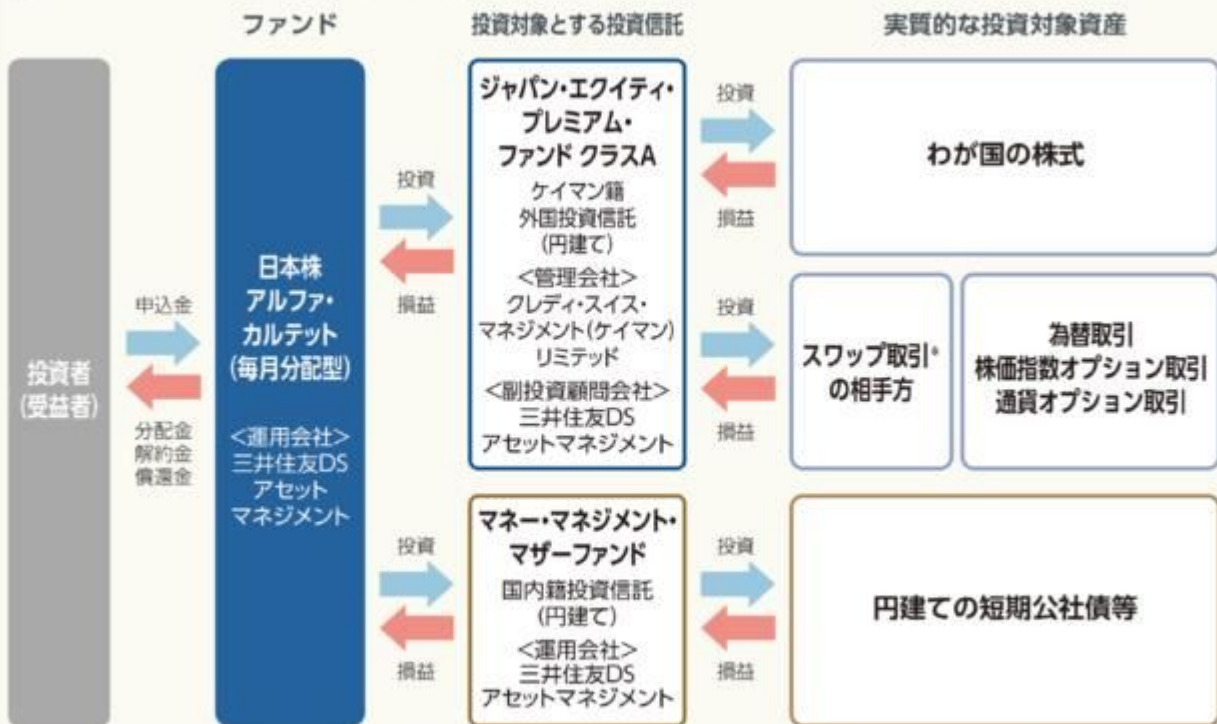 ファンド
投資対象とする投資信託
実質的な投資対象資産
投資者
(受益者)
申込金
分配金
解約金
償還金
日本株
アルファ・
カルテット
(毎月分配型)
<運用会社>
三井住友DS
アセット
マネジメント
投資
損益
ジャパン・エクイティ・
プレミアム・
ファンド クラスA
ケイマン籍
外国投資信託
(円建て)
<管理会社>
クレディ・スイス・
マネジメント(ケイマン)
リミテッド
<副投資顧問会社>
三井住友DS
アセットマネジメント
投資
損益
わが国の株式
投資
損益
スワップ取引*
の相手方
為替取引
株価指数オプション取引
通貨オプション取引
投資
損益
マネー・マネジメント・
マザーファンド
国内籍投資信託
(円建て)
<運用会社>
三井住友DS
アセットマネジメント
投資
損益
円建ての短期公社債等